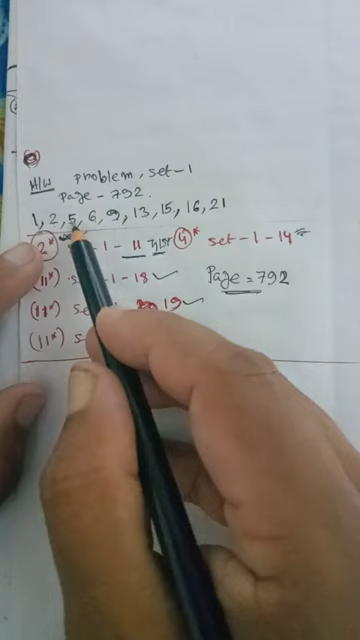 H/W Problem, set-1
Page - 792.
1, 2, 5, 6, 9, 13, 15, 16, 21
2* - 1 - 11 4* set - 1 - 14
(11*) set - 1 - 18 ✓ Page = 792
(11*) se 19 ✓
(11*) s